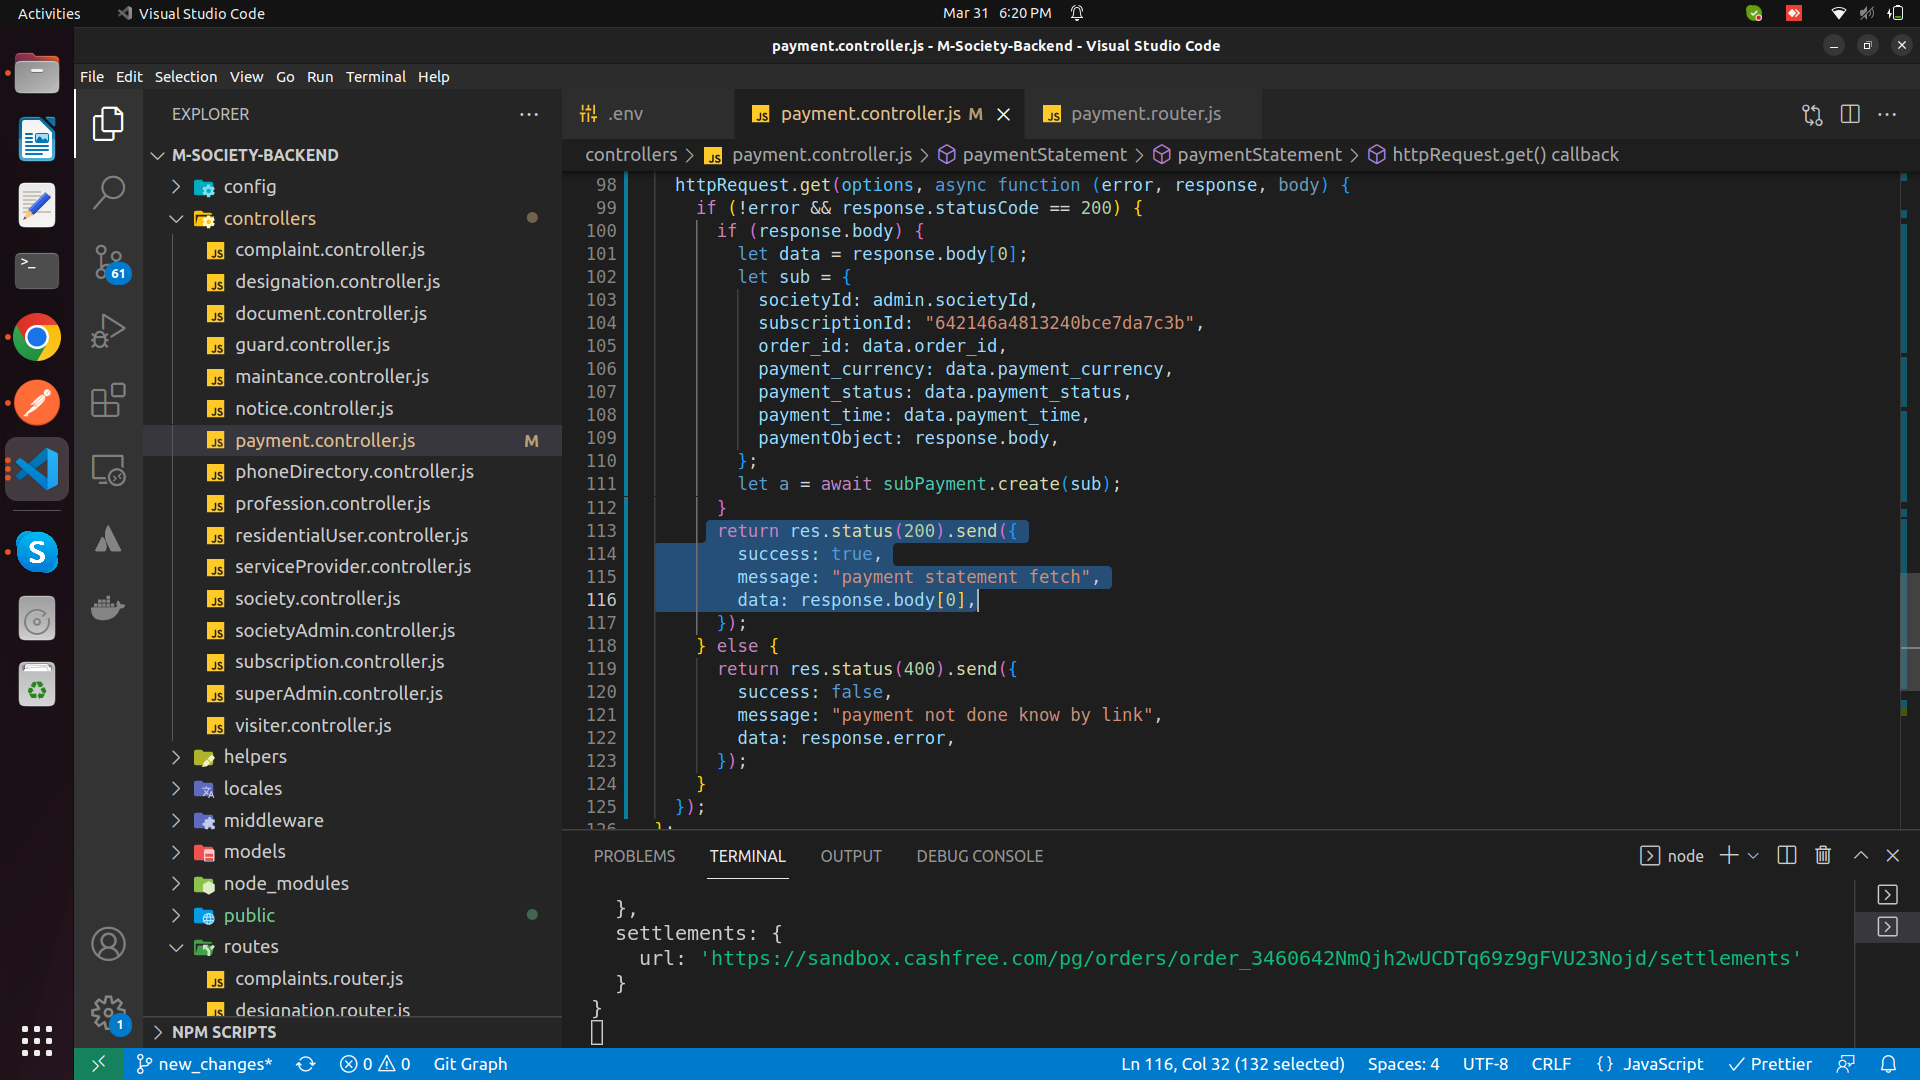 Activities
Visual Studio Code
Mar 31 6:20 PM
payment.controller.js - M-Society-Backend - Visual Studio Code
File Edit Selection View Go Run Terminal Help
EXPLORER
M-SOCIETY-BACKEND
config
controllers
complaint.controller.js
designation.controller.js
document.controller.js
guard.controller.js
maintance.controller.js
notice.controller.js
payment.controller.js M
phoneDirectory.controller.js
profession.controller.js
residentialUser.controller.js
serviceProvider.controller.js
society.controller.js
societyAdmin.controller.js
subscription.controller.js
superAdmin.controller.js
visiter.controller.js
helpers
locales
middleware
models
node_modules
public
routes
complaints.router.js
designation.router.js
NPM SCRIPTS
61
1
.env
payment.controller.js M
payment.router.js
controllers > payment.controller.js > paymentStatement > paymentStatement > httpRequest.get() callback
98 httpRequest.get(options, async function (error, response, body) {
99 if (!error && response.statusCode == 200) {
100 if (response.body) {
101 let data = response.body[0];
102 let sub = {
103 societyId: admin.societyId,
104 subscriptionId: "642146a4813240bce7da7c3b",
105 order_id: data.order_id,
106 payment_currency: data.payment_currency,
107 payment_status: data.payment_status,
108 payment_time: data.payment_time,
109 paymentObject: response.body,
110 };
111 let a = await subPayment.create(sub);
112 }
113 return res.status(200).send({
114 success: true,
115 message: "payment statement fetch",
116 data: response.body[0],
117 });
118 } else {
119 return res.status(400).send({
120 success: false,
121 message: "payment not done know by link",
122 data: response.error,
123 });
124 }
125 });
126 };
PROBLEMS TERMINAL OUTPUT DEBUG CONSOLE
node
},
settlements: {
url: 'https://sandbox.cashfree.com/pg/orders/order_3460642NmQjh2wUCDTq69z9gFVU23Nojd/settlements'
}
}
new_changes*
0 0
Git Graph
Ln 116, Col 32 (132 selected)
Spaces: 4
UTF-8
CRLF
{ } JavaScript
Prettier